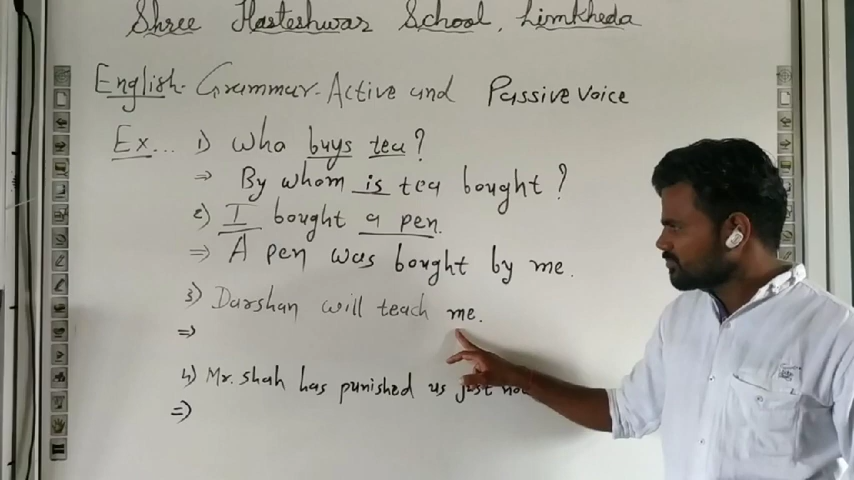 Shree Hasteshwar School, Limkheda
English - Grammar - Active and Passive Voice
Ex... 1) Who buys tea?
⇒ By whom is tea bought?
2) I bought a pen.
⇒ A pen was bought by me.
3) Darshan will teach me.
⇒
4) Mr. Shah has punished us just now
⇒